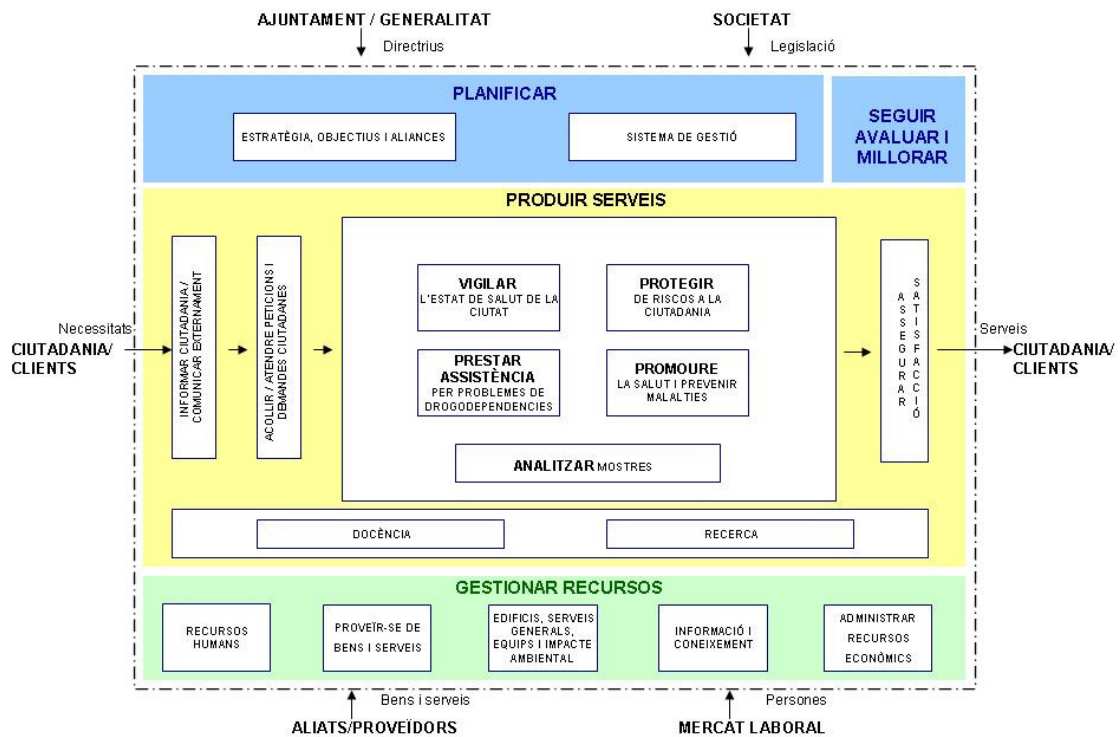 AJUNTAMENT / GENERALITAT
SOCIETAT
Directrius
Legislació
PLANIFICAR
ESTRATÈGIA, OBJECTIUS I ALIANCES
SISTEMA DE GESTIÓ
SEGUIR
AVALUAR I
MILLORAR
PRODUIR SERVEIS
Necessitats
CIUTADANIA/
CLIENTS
INFORMAR CIUTADANIA /
COMUNICAR EXTERNAMENT
ACOLLIR / ATENDRE PETICIONS I
DEMANDES CIUTADANES
VIGILAR
L'ESTAT DE SALUT DE LA
CIUTAT
PROTEGIR
DE RISCOS A LA
CIUTADANIA
PRESTAR
ASSISTÈNCIA
PER PROBLEMES DE
DROGODEPENDENCIES
PROMOURE
LA SALUT I PREVENIR
MALALTIES
ANALITZAR MOSTRES
ASSEGURAR
SATISFACCIÓ
Serveis
CIUTADANIA/
CLIENTS
DOCÈNCIA
RECERCA
GESTIONAR RECURSOS
RECURSOS
HUMANS
PROVEÏR-SE DE
BENS I SERVEIS
EDIFICIS, SERVEIS
GENERALS,
EQUIPS I IMPACTE
AMBIENTAL
INFORMACIÓ I
CONEIXEMENT
ADMINISTRAR
RECURSOS
ECONÒMICS
Bens i serveis
Persones
ALIATS/PROVEÏDORS
MERCAT LABORAL